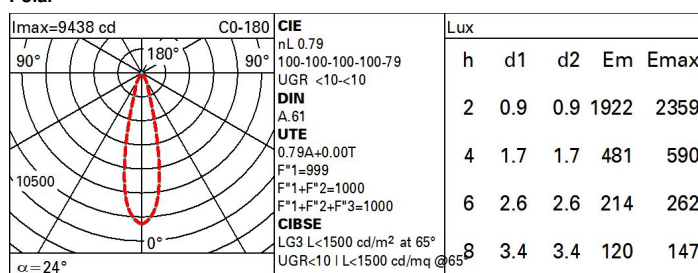 Imax=9438 cd C0-180
90° 180° 90°
10500
0°
α=24°
CIE
nL 0.79
100-100-100-100-79
UGR <10-<10
DIN
A.61
UTE
0.79A+0.00T
F"1=999
F"1+F"2=1000
F"1+F"2+F"3=1000
CIBSE
LG3 L<1500 cd/m² at 65°
UGR<10 | L<1500 cd/mq @65°
Lux
h d1 d2 Em Emax
2 0.9 0.9 1922 2359
4 1.7 1.7 481 590
6 2.6 2.6 214 262
8 3.4 3.4 120 147